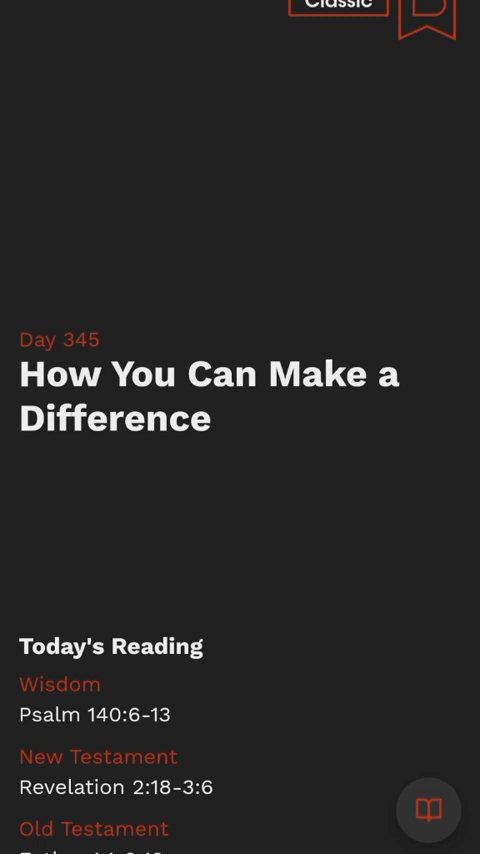 Classic
Day 345
How You Can Make a
Difference
Today's Reading
Wisdom
Psalm 140:6-13
New Testament
Revelation 2:18-3:6
Old Testament